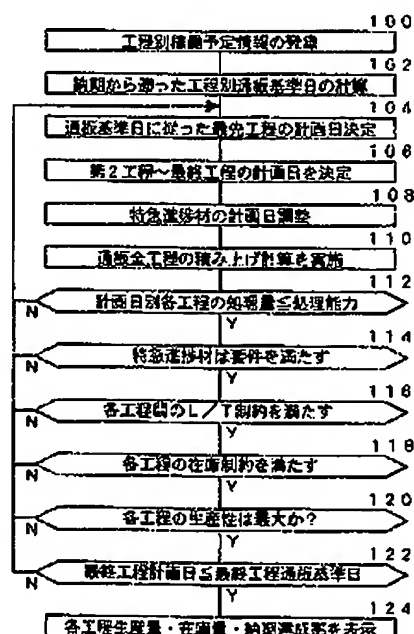 100
工程別稼働予定情報の登録
102
納期から遡った工程別通板基準日の計算
104
通板基準日に従った最先工程の計画日決定
106
第2工程~最終工程の計画日を決定
108
特急進捗材の計画日調整
110
通板全工程の積み上げ計算を実施
112
計画日別各工程の処理量≦処理能力
N
Y
114
特急進捗材は要件を満たす
N
Y
116
各工程間のL/T制約を満たす
N
Y
118
各工程の在庫制約を満たす
N
Y
120
各工程の生産性は最大か?
N
Y
122
最終工程計画日≦最終工程通板基準日
N
Y
124
各工程生産量・在庫量・納期達成率を表示